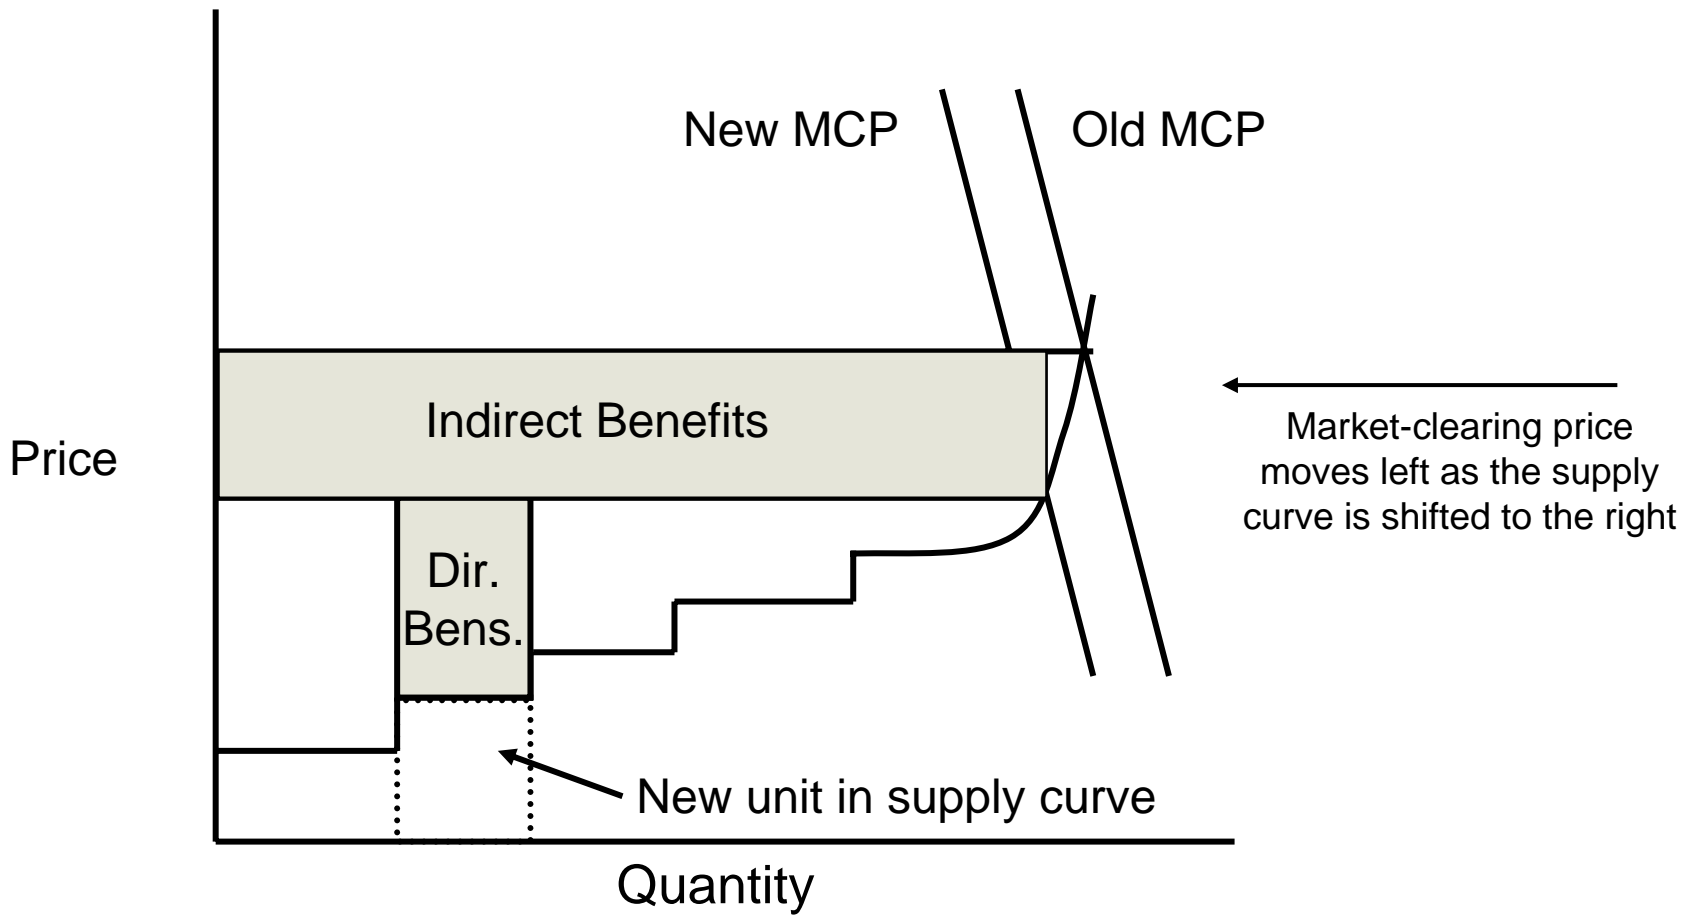 New MCP
Old MCP
Indirect Benefits
Price
Market-clearing price
moves left as the supply
curve is shifted to the right
Dir.
Bens.
New unit in supply curve
Quantity